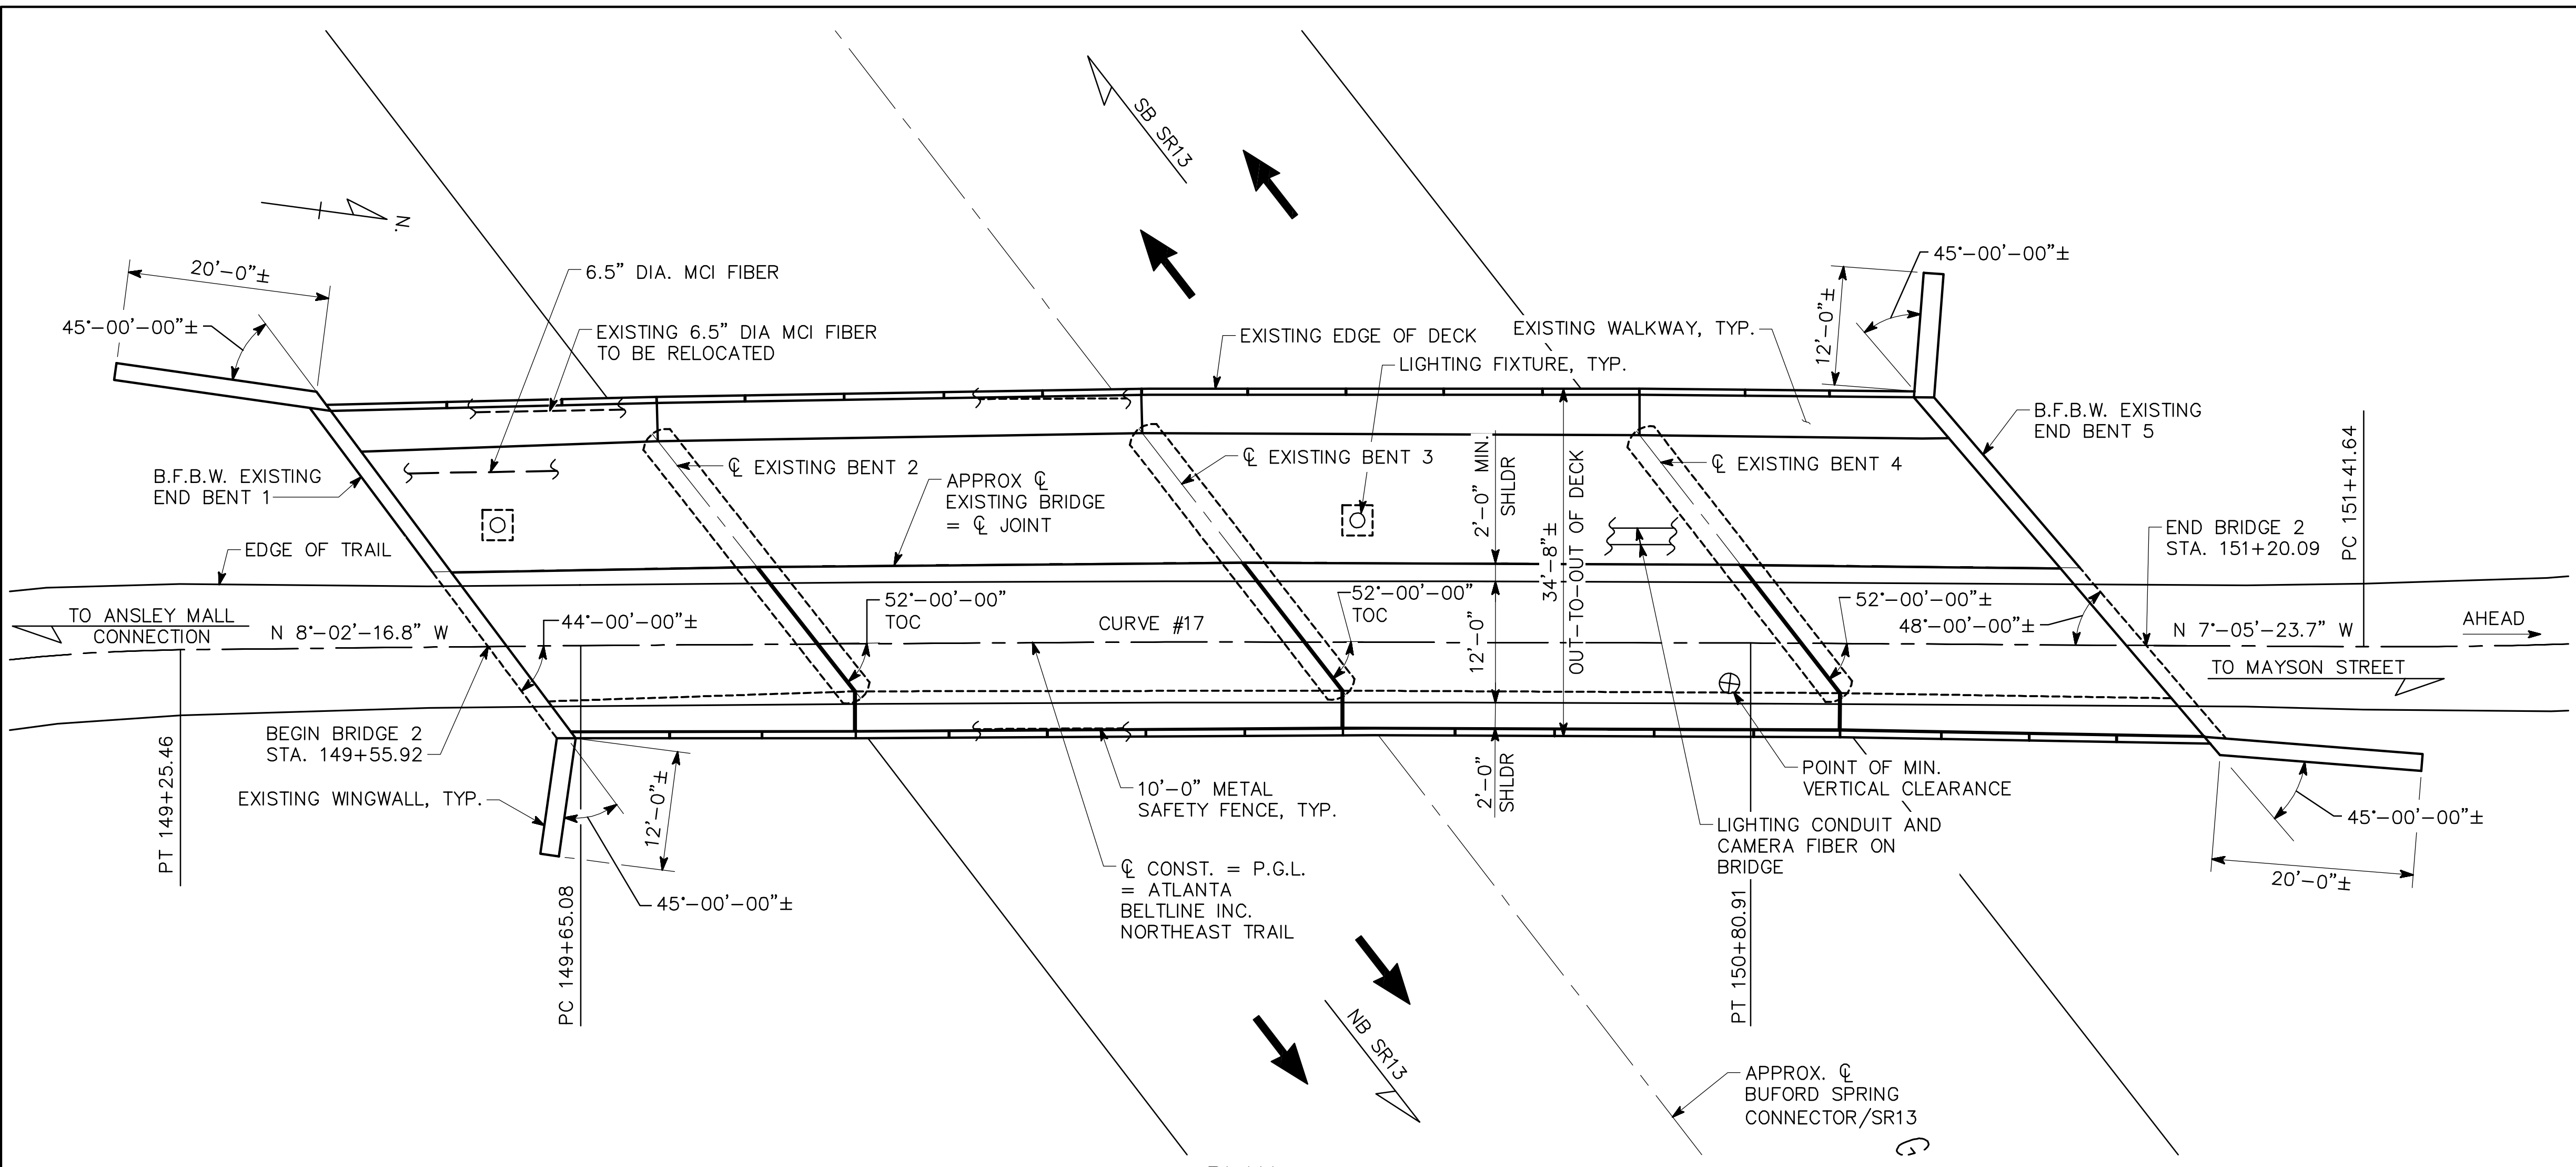 SB SR13
N.
20'-0"±
45°-00'-00"±
6.5" DIA. MCI FIBER
EXISTING 6.5" DIA MCI FIBER
TO BE RELOCATED
EXISTING EDGE OF DECK
LIGHTING FIXTURE, TYP.
EXISTING WALKWAY, TYP.
12'-0"±
45°-00'-00"±
B.F.B.W. EXISTING
END BENT 5
B.F.B.W. EXISTING
END BENT 1
℄ EXISTING BENT 2
APPROX ℄
EXISTING BRIDGE
= ℄ JOINT
℄ EXISTING BENT 3
2'-0" MIN.
SHLDR
34'-8"±
OUT-TO-OUT OF DECK
℄ EXISTING BENT 4
PC 151+41.64
END BRIDGE 2
STA. 151+20.09
EDGE OF TRAIL
TO ANSLEY MALL
CONNECTION
N 8°-02'-16.8" W
44°-00'-00"±
52°-00'-00"
TOC
CURVE #17
52°-00'-00"
TOC
12'-0"
52°-00'-00"±
48°-00'-00"±
N 7°-05'-23.7" W
AHEAD
TO MAYSON STREET
PT 149+25.46
BEGIN BRIDGE 2
STA. 149+55.92
EXISTING WINGWALL, TYP.
PC 149+65.08
12'-0"±
45°-00'-00"±
10'-0" METAL
SAFETY FENCE, TYP.
℄ CONST. = P.G.L.
= ATLANTA
BELTLINE INC.
NORTHEAST TRAIL
2'-0"
SHLDR
POINT OF MIN.
VERTICAL CLEARANCE
LIGHTING CONDUIT AND
CAMERA FIBER ON
BRIDGE
PT 150+80.91
45°-00'-00"±
20'-0"±
NB SR13
APPROX. ℄
BUFORD SPRING
CONNECTOR/SR13